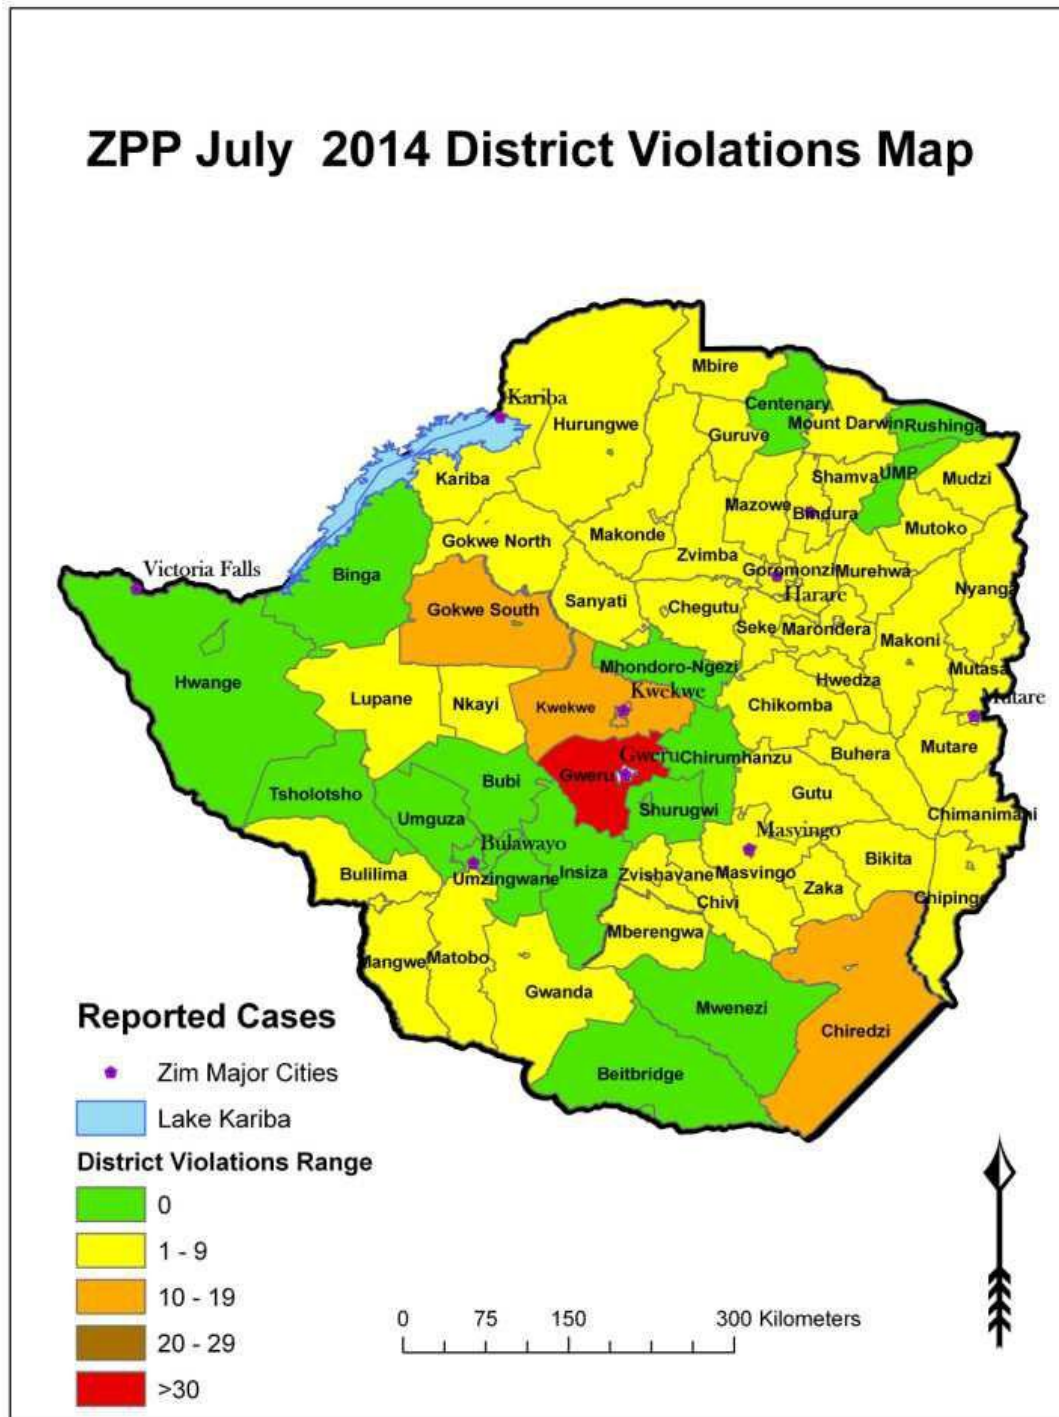 ZPP July 2014 District Violations Map
Mbire
Centenary
Kariba
Hurungwe
Guruve
Mount Darwin
Rushinga
Kariba
Shamva
UMP
Mudzi
Mazowe
Bindura
Mutoko
Gokwe North
Makonde
Zvimba
Victoria Falls
Binga
Goromonzi
Murehwa
Nyanga
Gokwe South
Sanyati
Chegutu
Harare
Seke
Marondera
Makoni
Mhondoro-Ngezi
Hwedza
Mutasa
Hwange
Lupane
Nkayi
Kwekwe
Kwekwe
Chikomba
Mutare
Gweru
Chirumhanzu
Buhera
Mutare
Bubi
Gweru
Tsholotsho
Shurugwi
Gutu
Chimanimani
Umguza
Bulawayo
Masvingo
Bikita
Bulilima
Umzingwane
Insiza
Zvishavane
Masvingo
Zaka
Chivi
Chipinge
Mberengwa
Mangwe
Matobo
Gwanda
Mwenezi
Chiredzi
Beitbridge
Reported Cases
Zim Major Cities
Lake Kariba
District Violations Range
0
1 - 9
10 - 19
20 - 29
>30
0 75 150 300 Kilometers